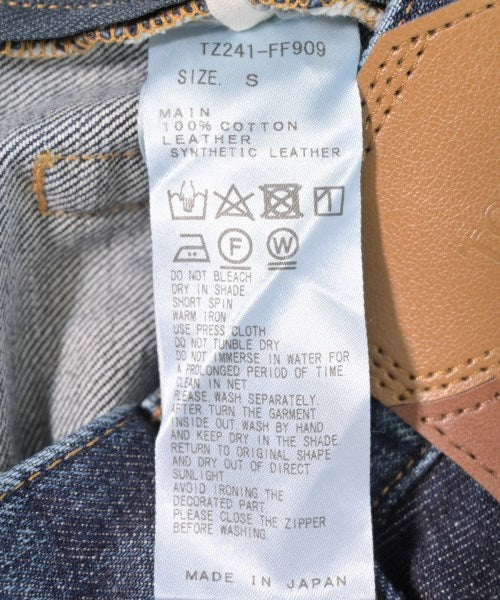 TZ241-FF909
SIZE. S
MAIN
100% COTTON
LEATHER
SYNTHETIC LEATHER
F
W
DO NOT BLEACH
DRY IN SHADE
SHORT SPIN
WARM IRON
USE PRESS CLOTH
DO NOT TUMBLE DRY
DO NOT IMMERSE IN WATER FOR
A PROLONGED PERIOD OF TIME.
CLEAN IN NET
PLEASE WASH SEPARATELY.
AFTER TURN THE GARMENT
INSIDE OUT WASH BY HAND
AND KEEP DRY IN THE SHADE.
RETURN TO ORIGINAL SHAPE
AND DRY OUT OF DIRECT
SUNLIGHT
AVOID IRONING THE
DECORATED PART
PLEASE CLOSE THE ZIPPER
BEFORE WASHING
MADE IN JAPAN